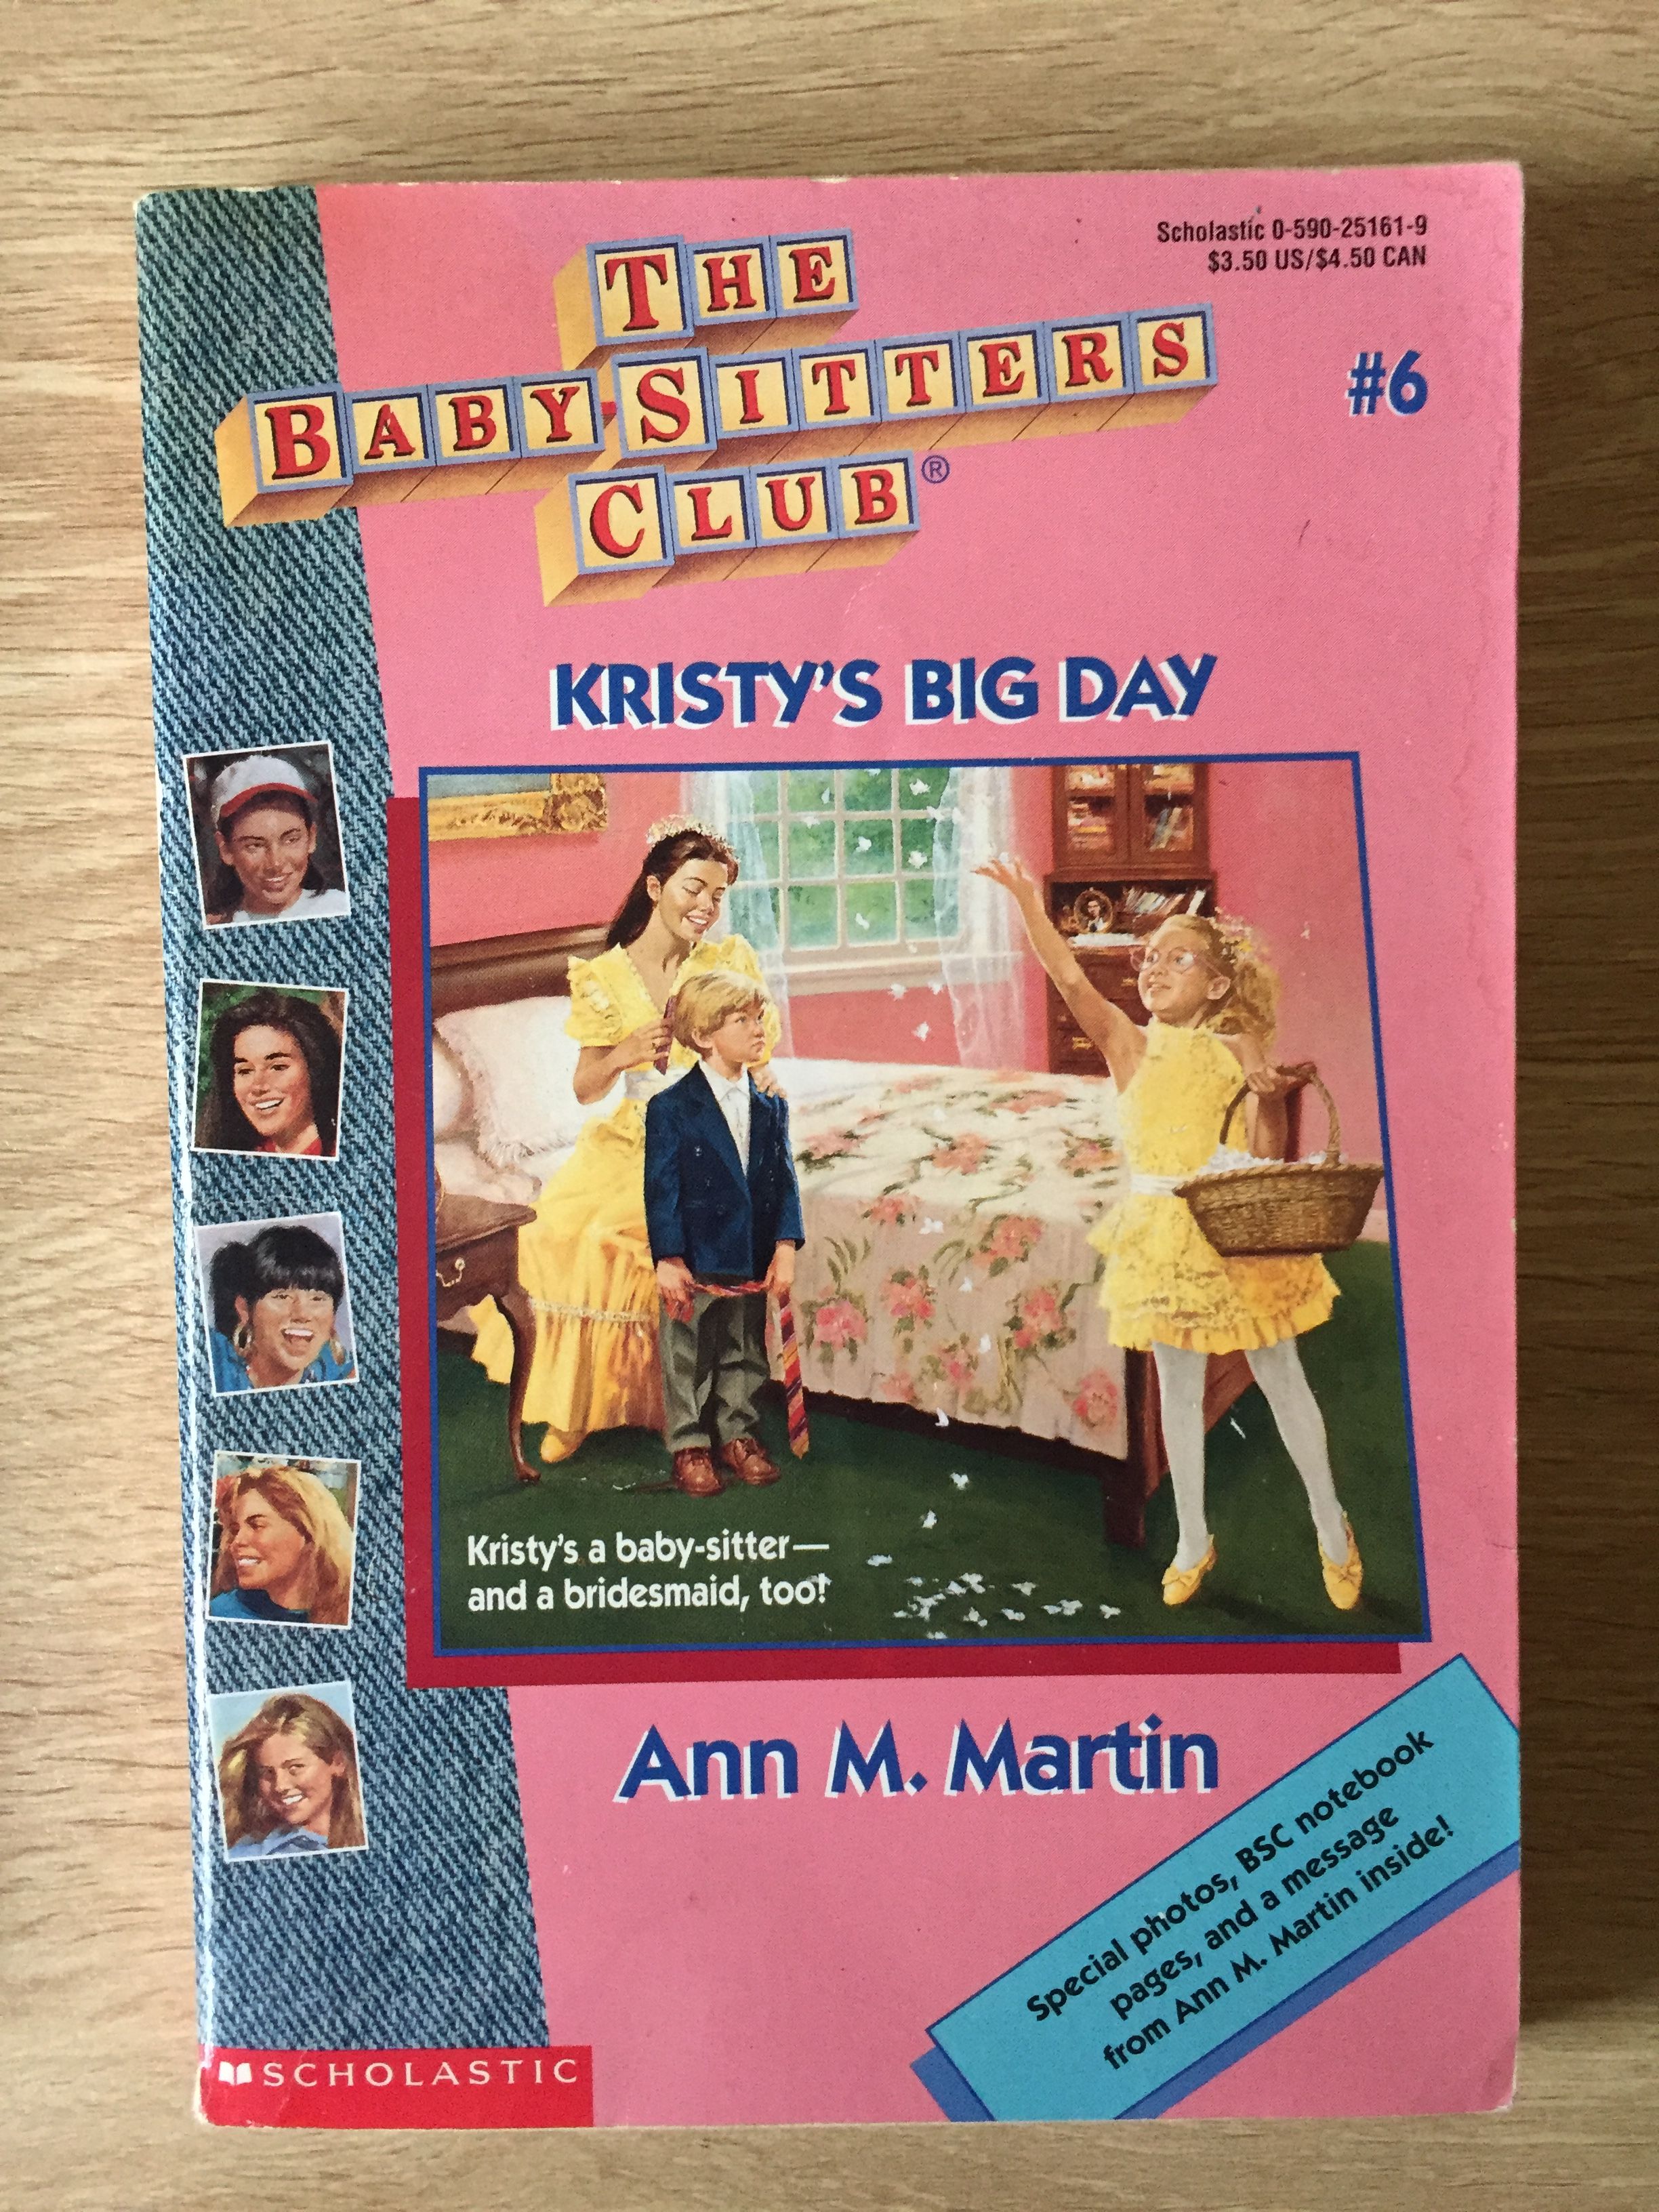 Scholastic 0-590-25161-9
$3.50 US/$4.50 CAN
THE
BABY-SITTERS
CLUB®
#6
KRISTY'S BIG DAY
Kristy's a baby-sitter—
and a bridesmaid, too!
Ann M. Martin
Special photos, BSC notebook
pages, and a message
from Ann M. Martin inside!
SCHOLASTIC